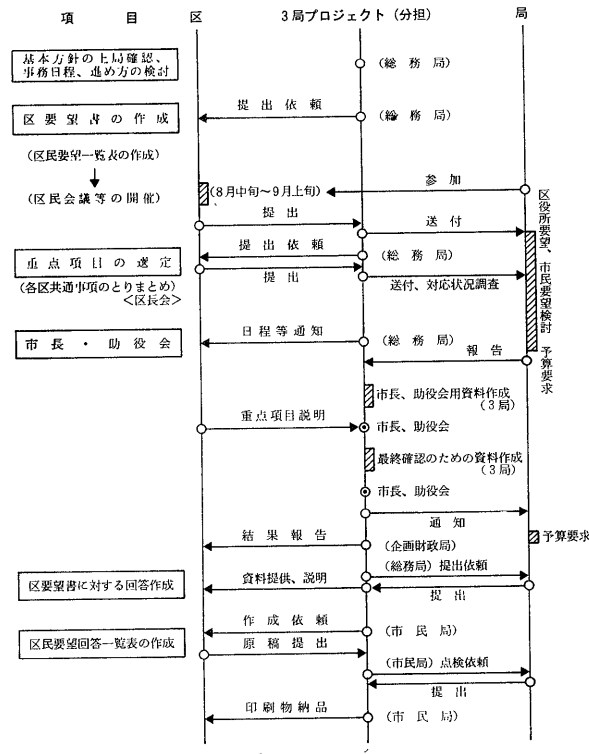 項目 区 3局プロジェクト(分担) 局
基本方針の上局確認、
事務日程、進め方の検討
(総務局)
区要望書の作成
提出依頼
(総務局)
(区民要望一覧表の作成)
参加
(区民会議等の開催)
(8月中旬〜9月上旬)
提出
送付
区役所要望、市民要望検討
提出依頼
(総務局)
重点項目の選定
提出
送付、対応状況調査
(各区共通事項のとりまとめ)
<区長会>
日程等通知
市長・助役会
(総務局)
報告
予算要求
市長、助役会用資料作成
(3局)
重点項目説明
市長、助役会
最終確認のための資料作成
(3局)
市長、助役会
通知
結果報告
(企画財政局)
予算要求
区要望書に対する回答作成
資料提供、説明
(総務局)提出依頼
提出
作成依頼
(市民局)
区民要望回答一覧表の作成
原稿提出
(市民局)点検依頼
提出
印刷物納品
(市民局)